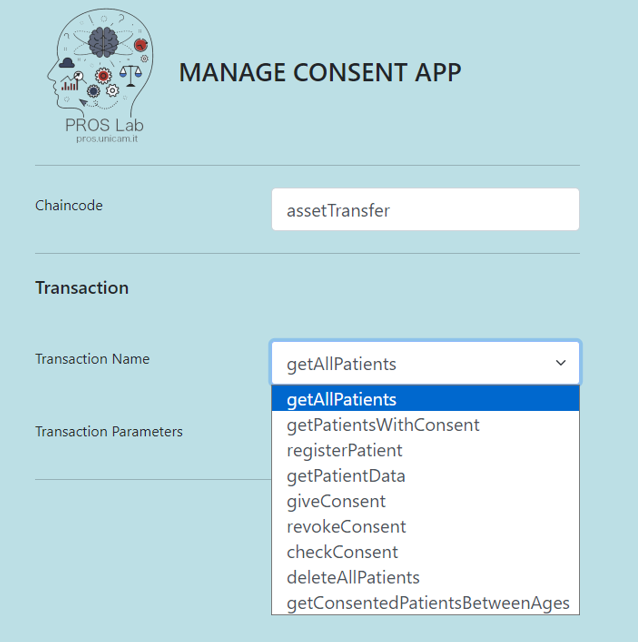 PROS Lab
pros.unicam.it
MANAGE CONSENT APP
Chaincode
assetTransfer
Transaction
Transaction Name
getAllPatients
getAllPatients
getPatientsWithConsent
registerPatient
getPatientData
giveConsent
revokeConsent
checkConsent
deleteAllPatients
getConsentedPatientsBetweenAges
Transaction Parameters